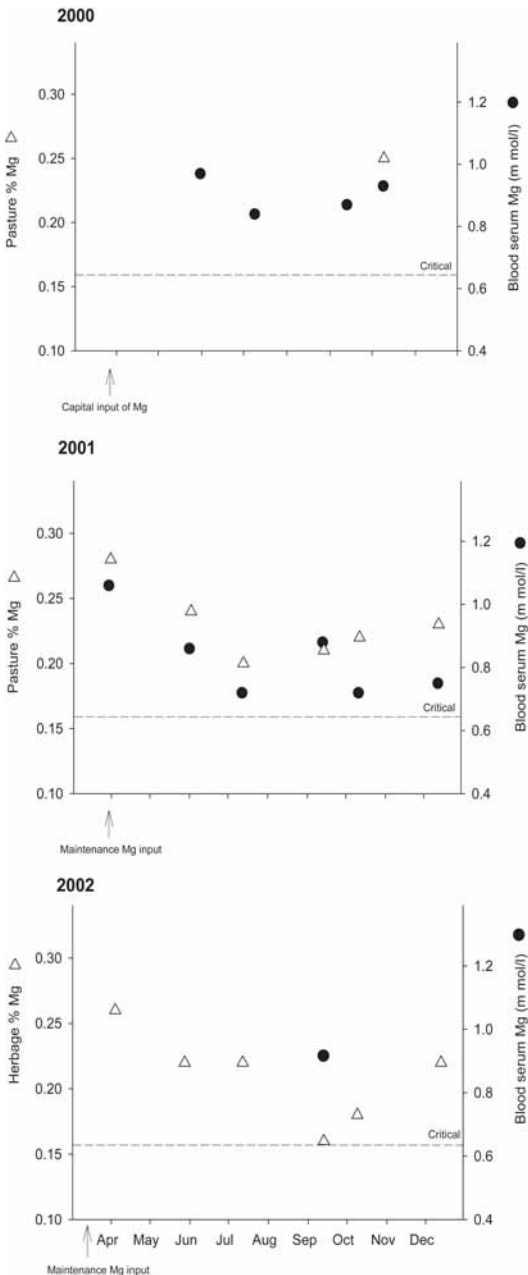 2000
0.30
0.25
0.20
0.15
0.10
Pasture % Mg
1.2
1.0
0.8
0.6
0.4
Blood serum Mg (m mol/l)
Critical
Capital input of Mg
2001
0.30
0.25
0.20
0.15
0.10
Pasture % Mg
1.2
1.0
0.8
0.6
0.4
Blood serum Mg (m mol/l)
Critical
Maintenance Mg input
2002
0.30
0.25
0.20
0.15
0.10
Herbage % Mg
1.2
1.0
0.8
0.6
0.4
Blood serum Mg (m mol/l)
Critical
Apr May Jun Jul Aug Sep Oct Nov Dec
Maintenance Mg input